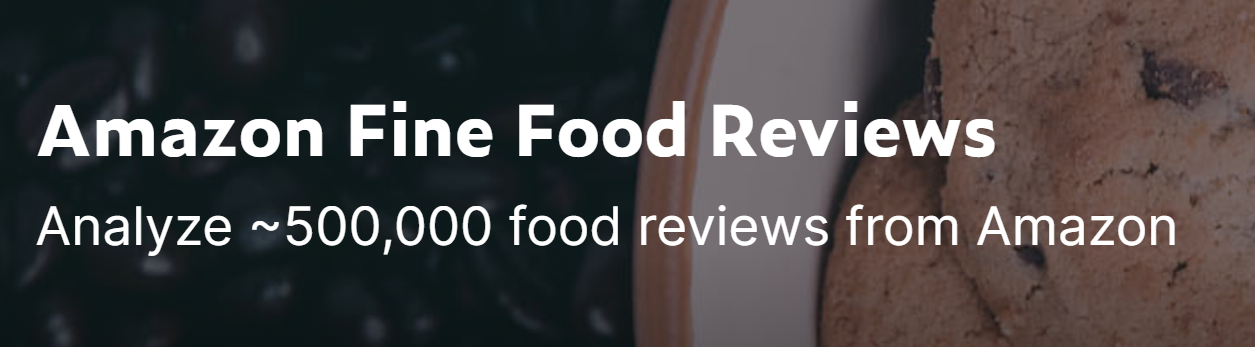 Amazon Fine Food Reviews
Analyze ~500,000 food reviews from Amazon